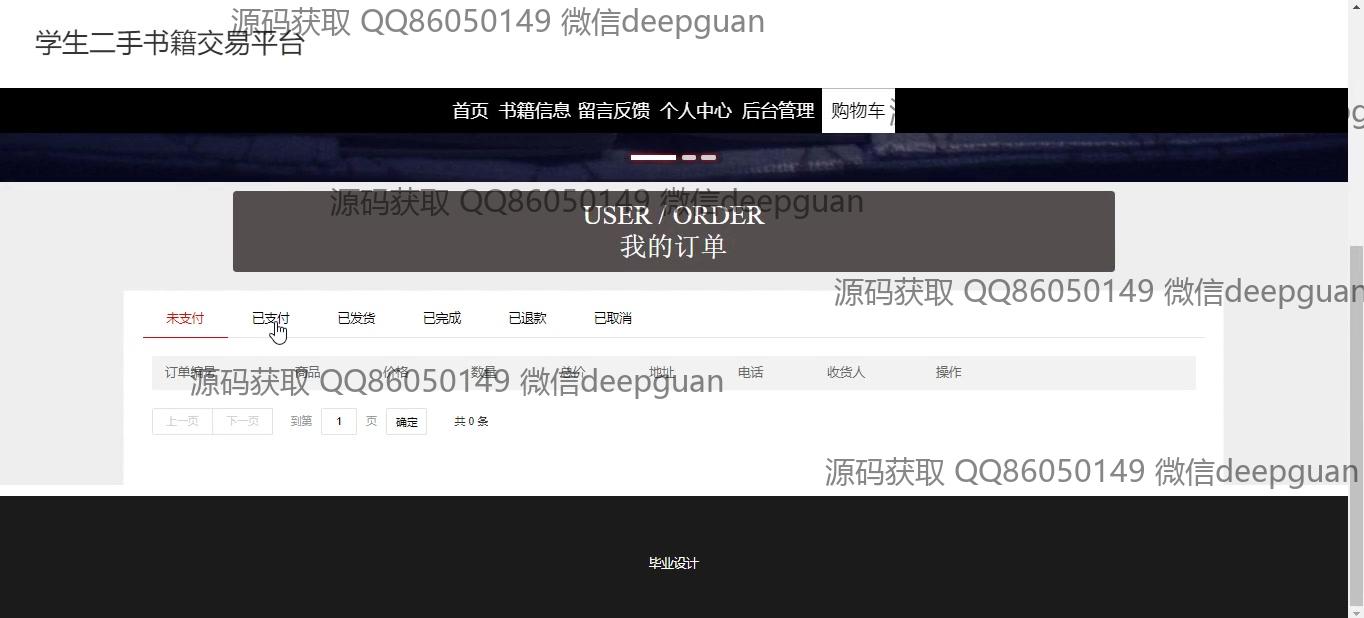 源码获取 QQ86050149 微信deepguan
学生二手书籍交易平台
首页 书籍信息 留言反馈 个人中心 后台管理 购物车
源码获取 QQ86050149 微信deepguan
USER / ORDER
我的订单
源码获取 QQ86050149 微信deepguan
未支付 已支付 已发货 已完成 已退款 已取消
订单编号 商品 价格 数量 总价 地址 电话 收货人 操作
源码获取 QQ86050149 微信deepguan
上一页 下一页 到第 1 页 确定 共 0 条
源码获取 QQ86050149 微信deepguan
毕业设计